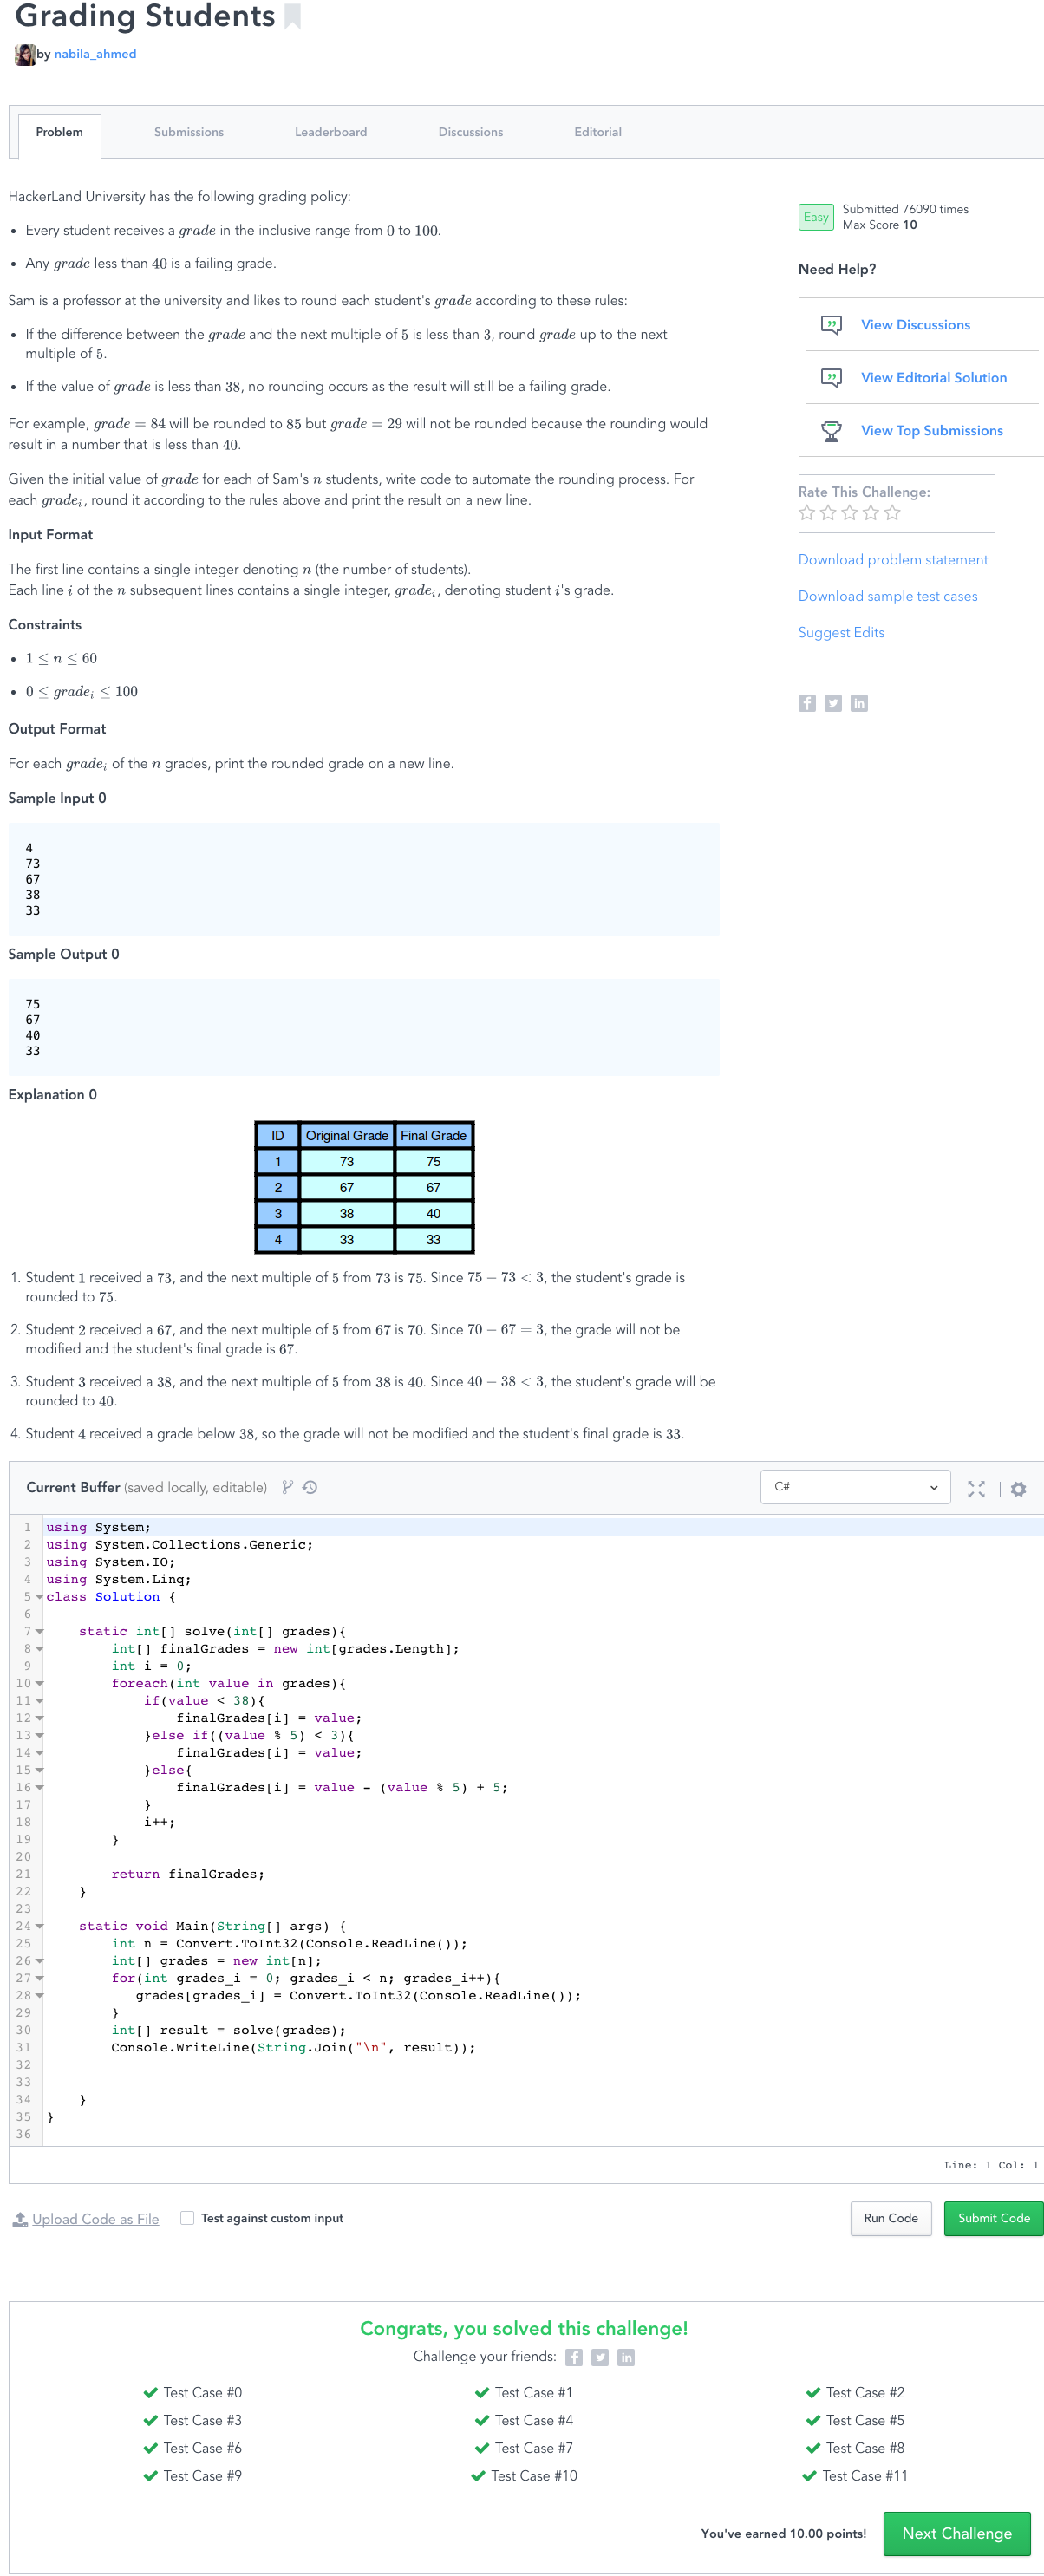 Grading Students
by nabila_ahmed
Problem Submissions Leaderboard Discussions Editorial
HackerLand University has the following grading policy:
• Every student receives a grade in the inclusive range from 0 to 100.
• Any grade less than 40 is a failing grade.
Sam is a professor at the university and likes to round each student's grade according to these rules:
• If the difference between the grade and the next multiple of 5 is less than 3, round grade up to the next
multiple of 5.
• If the value of grade is less than 38, no rounding occurs as the result will still be a failing grade.
For example, grade = 84 will be rounded to 85 but grade = 29 will not be rounded because the rounding would
result in a number that is less than 40.
Given the initial value of grade for each of Sam's n students, write code to automate the rounding process. For
each gradeᵢ, round it according to the rules above and print the result on a new line.
Input Format
The first line contains a single integer denoting n (the number of students).
Each line i of the n subsequent lines contains a single integer, gradeᵢ, denoting student i's grade.
Constraints
• 1 ≤ n ≤ 60
• 0 ≤ gradeᵢ ≤ 100
Output Format
For each gradeᵢ of the n grades, print the rounded grade on a new line.
Sample Input 0
4
73
67
38
33
Sample Output 0
75
67
40
33
Explanation 0
ID Original Grade Final Grade
1 73 75
2 67 67
3 38 40
4 33 33
1. Student 1 received a 73, and the next multiple of 5 from 73 is 75. Since 75 − 73 < 3, the student's grade is
rounded to 75.
2. Student 2 received a 67, and the next multiple of 5 from 67 is 70. Since 70 − 67 = 3, the grade will not be
modified and the student's final grade is 67.
3. Student 3 received a 38, and the next multiple of 5 from 38 is 40. Since 40 − 38 < 3, the student's grade will be
rounded to 40.
4. Student 4 received a grade below 38, so the grade will not be modified and the student's final grade is 33.
Easy
Submitted 76090 times
Max Score 10
Need Help?
View Discussions
View Editorial Solution
View Top Submissions
Rate This Challenge:
Download problem statement
Download sample test cases
Suggest Edits
Current Buffer (saved locally, editable) C#
1 using System;
2 using System.Collections.Generic;
3 using System.IO;
4 using System.Linq;
5 class Solution {
6
7     static int[] solve(int[] grades){
8         int[] finalGrades = new int[grades.Length];
9         int i = 0;
10         foreach(int value in grades){
11             if(value < 38){
12                 finalGrades[i] = value;
13             }else if((value % 5) < 3){
14                 finalGrades[i] = value;
15             }else{
16                 finalGrades[i] = value - (value % 5) + 5;
17             }
18             i++;
19         }
20
21         return finalGrades;
22     }
23
24     static void Main(String[] args) {
25         int n = Convert.ToInt32(Console.ReadLine());
26         int[] grades = new int[n];
27         for(int grades_i = 0; grades_i < n; grades_i++){
28            grades[grades_i] = Convert.ToInt32(Console.ReadLine());
29         }
30         int[] result = solve(grades);
31         Console.WriteLine(String.Join("\n", result));
32
33
34     }
35 }
36
Line: 1 Col: 1
Upload Code as File Test against custom input Run Code Submit Code
Congrats, you solved this challenge!
Challenge your friends:
Test Case #0 Test Case #1 Test Case #2
Test Case #3 Test Case #4 Test Case #5
Test Case #6 Test Case #7 Test Case #8
Test Case #9 Test Case #10 Test Case #11
You've earned 10.00 points! Next Challenge